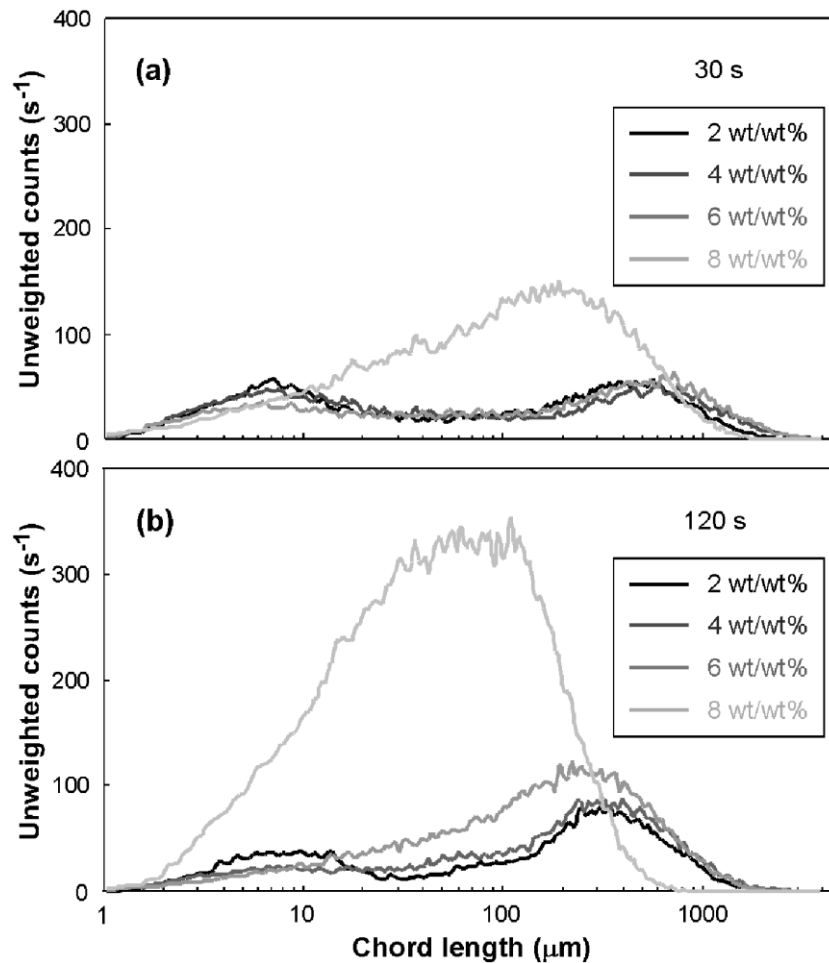 400
300
200
100
0
Unweighted counts (s⁻¹)
(a)
30 s
2 wt/wt%
4 wt/wt%
6 wt/wt%
8 wt/wt%
400
300
200
100
0
Unweighted counts (s⁻¹)
(b)
120 s
2 wt/wt%
4 wt/wt%
6 wt/wt%
8 wt/wt%
1 10 100 1000
Chord length (μm)